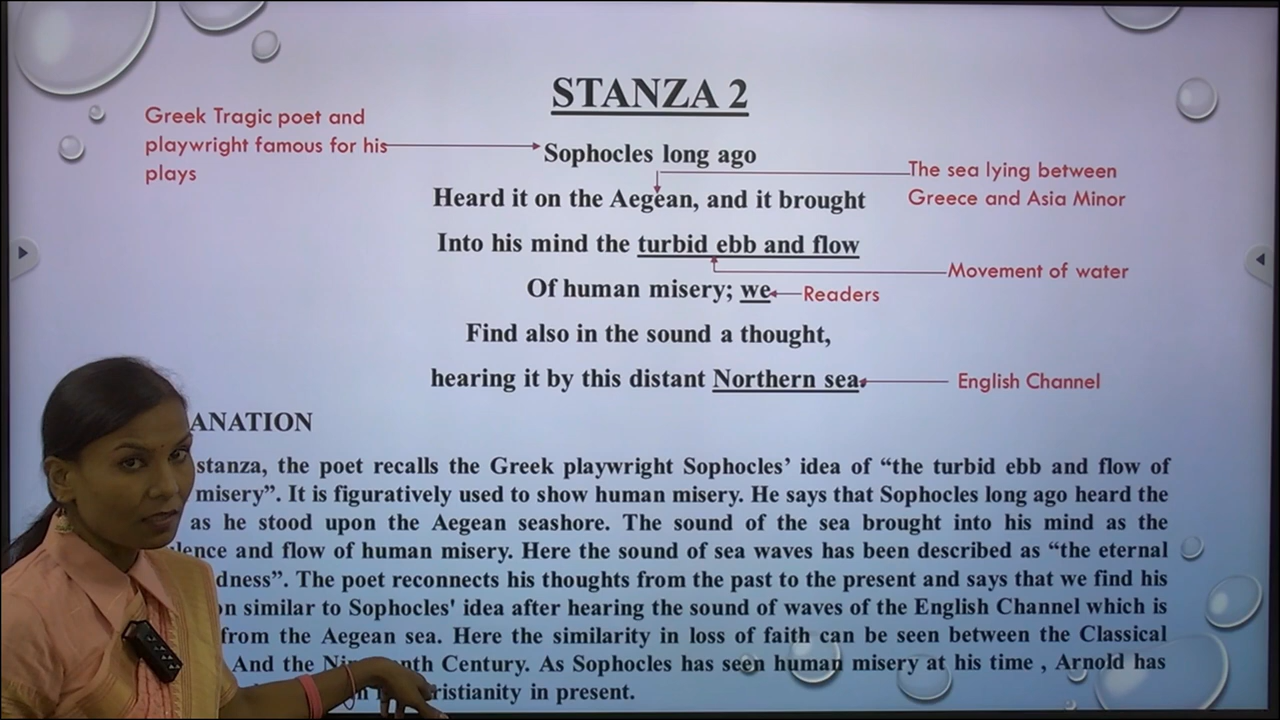 STANZA 2
Greek Tragic poet and
playwright famous for his
plays
Sophocles long ago
The sea lying between
Greece and Asia Minor
Heard it on the Aegean, and it brought
Into his mind the turbid ebb and flow
Movement of water
Of human misery; we
Readers
Find also in the sound a thought,
hearing it by this distant Northern sea.
English Channel
ANATION
stanza, the poet recalls the Greek playwright Sophocles’ idea of “the turbid ebb and flow of
misery”. It is figuratively used to show human misery. He says that Sophocles long ago heard the
as he stood upon the Aegean seashore. The sound of the sea brought into his mind as the
lence and flow of human misery. Here the sound of sea waves has been described as “the eternal
dness”. The poet reconnects his thoughts from the past to the present and says that we find his
on similar to Sophocles' idea after hearing the sound of waves of the English Channel which is
from the Aegean sea. Here the similarity in loss of faith can be seen between the Classical
And the Nin nth Century. As Sophocles has seen human misery at his time , Arnold has
ristianity in present.